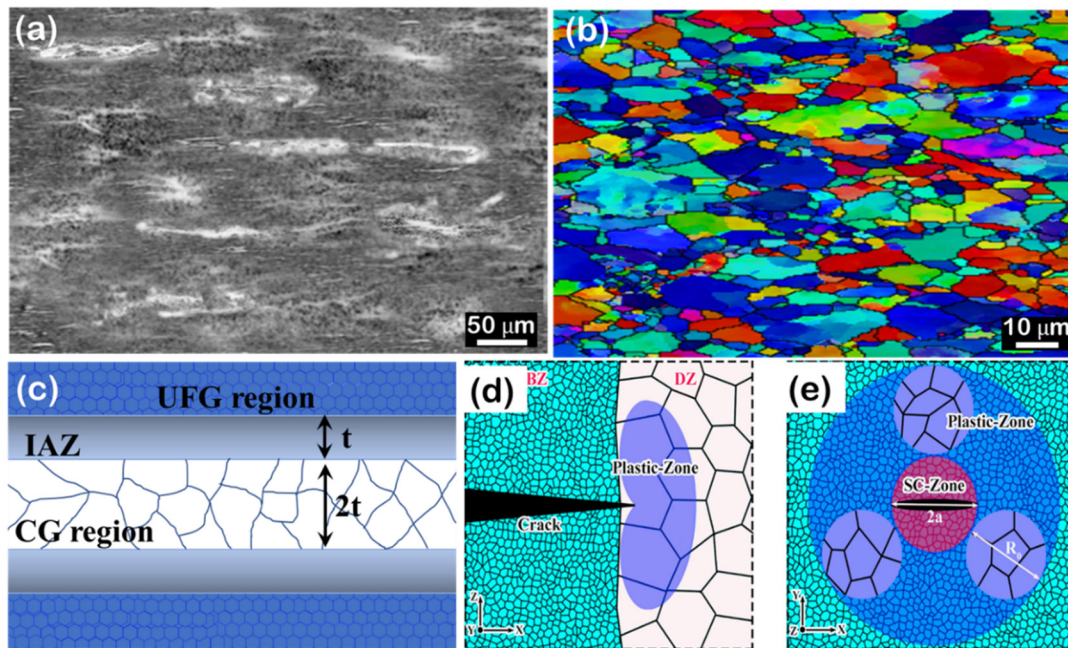 (a)
50 μm
(b)
10 μm
(c)
UFG region
IAZ
t
2t
CG region
(d)
BZ
DZ
Plastic-Zone
Crack
Z
Y
X
(e)
Plastic-Zone
SC-Zone
2a
R₀
Y
Z
X